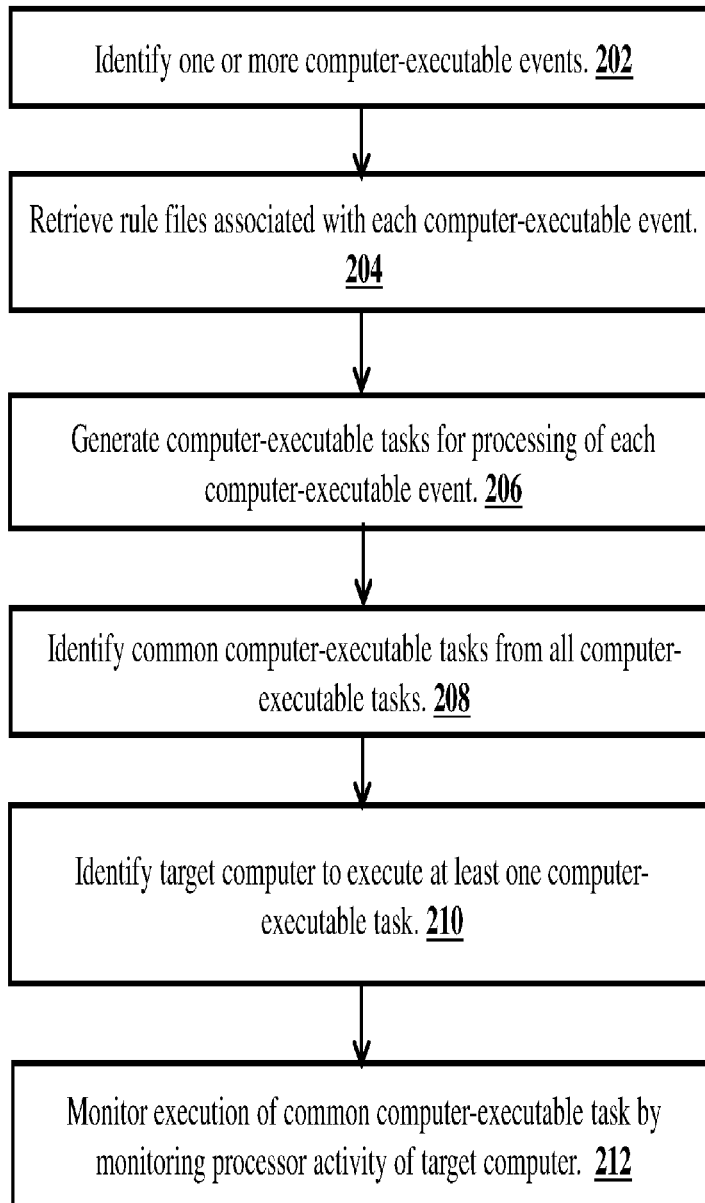 Identify one or more computer-executable events. 202
Retrieve rule files associated with each computer-executable event.
204
Generate computer-executable tasks for processing of each
computer-executable event. 206
Identify common computer-executable tasks from all computer-
executable tasks. 208
Identify target computer to execute at least one computer-
executable task. 210
Monitor execution of common computer-executable task by
monitoring processor activity of target computer. 212